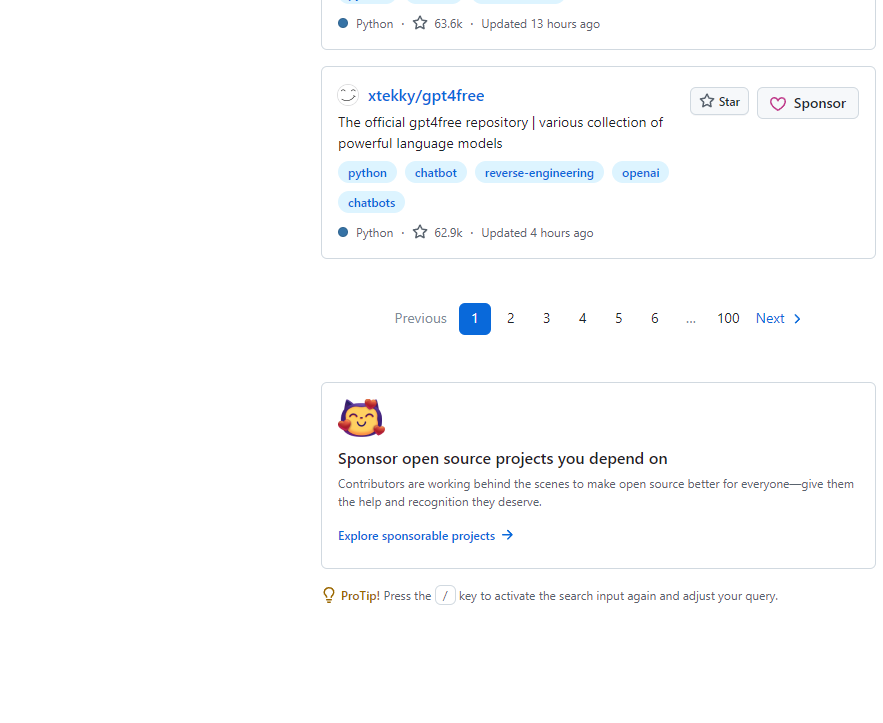 Python · 63.6k · Updated 13 hours ago
xtekky/gpt4free
Star
Sponsor
The official gpt4free repository | various collection of
powerful language models
python chatbot reverse-engineering openai
chatbots
Python · 62.9k · Updated 4 hours ago
Previous 1 2 3 4 5 6 ... 100 Next
Sponsor open source projects you depend on
Contributors are working behind the scenes to make open source better for everyone—give them
the help and recognition they deserve.
Explore sponsorable projects
ProTip! Press the / key to activate the search input again and adjust your query.